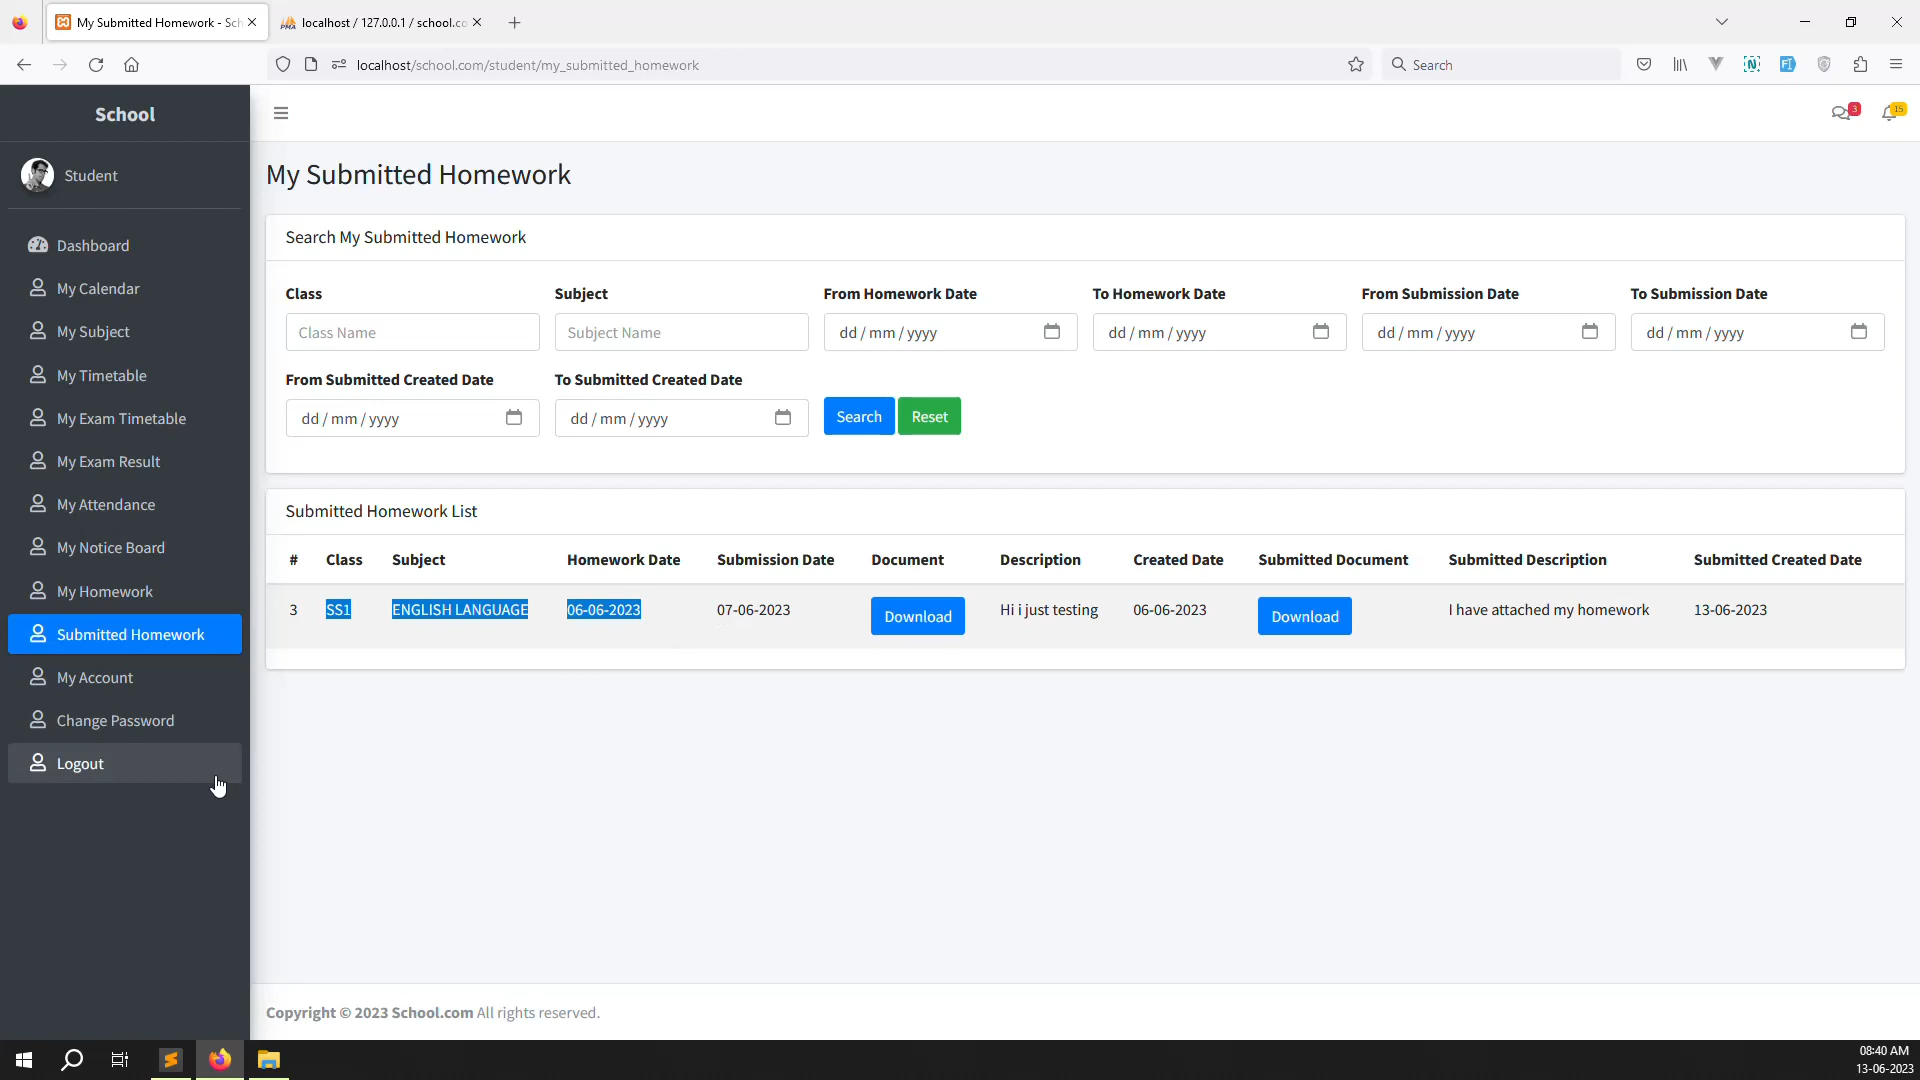 My Submitted Homework - Sch
localhost / 127.0.0.1 / school.co
localhost/school.com/student/my_submitted_homework
Search
School
3
15
Student
Dashboard
My Calendar
My Subject
My Timetable
My Exam Timetable
My Exam Result
My Attendance
My Notice Board
My Homework
Submitted Homework
My Account
Change Password
Logout
My Submitted Homework
Search My Submitted Homework
Class Subject From Homework Date To Homework Date From Submission Date To Submission Date
Class Name Subject Name dd / mm / yyyy dd / mm / yyyy dd / mm / yyyy dd / mm / yyyy
From Submitted Created Date To Submitted Created Date
dd / mm / yyyy dd / mm / yyyy Search Reset
Submitted Homework List
# Class Subject Homework Date Submission Date Document Description Created Date Submitted Document Submitted Description Submitted Created Date
3 SS1 ENGLISH LANGUAGE 06-06-2023 07-06-2023 Download Hi i just testing 06-06-2023 Download I have attached my homework 13-06-2023
Copyright © 2023 School.com All rights reserved.
08:40 AM
13-06-2023